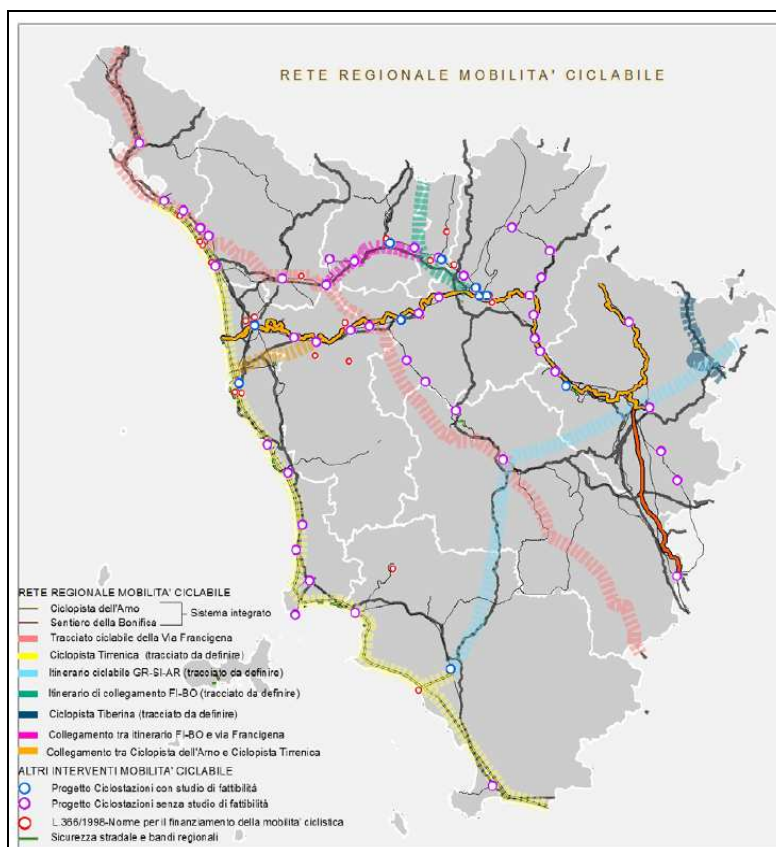 RETE REGIONALE MOBILITA' CICLABILE
RETE REGIONALE MOBILITA' CICLABILE
Ciclopista dell'Arno
Sentiero della Bonifica
Sistema integrato
Tracciato ciclabile della Via Francigena
Ciclopista Tirrenica (tracciato da definire)
Itinerario ciclabile GR-SI-AR (tracciato da definire)
Itinerario di collegamento FI-BO (tracciato da definire)
Ciclopista Tiberina (tracciato da definire)
Collegamento tra itinerario FI-BO e via Francigena
Collegamento tra Ciclopista dell'Arno e Ciclopista Tirrenica
ALTRI INTERVENTI MOBILITA' CICLABILE
Progetto Ciclostazioni con studio di fattibilità
Progetto Ciclostazioni senza studio di fattibilità
L.366/1998-Norme per il finanziamento della mobilità ciclistica
Sicurezza stradale e bandi regionali